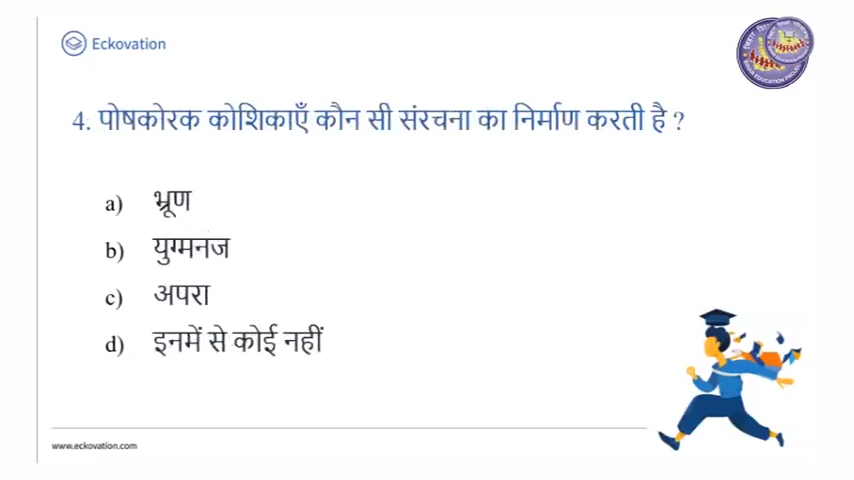 Eckovation
4. पोषकोरक कोशिकाएँ कौन सी संरचना का निर्माण करती है ?
a) भ्रूण
b) युग्मनज
c) अपरा
d) इनमें से कोई नहीं
www.eckovation.com